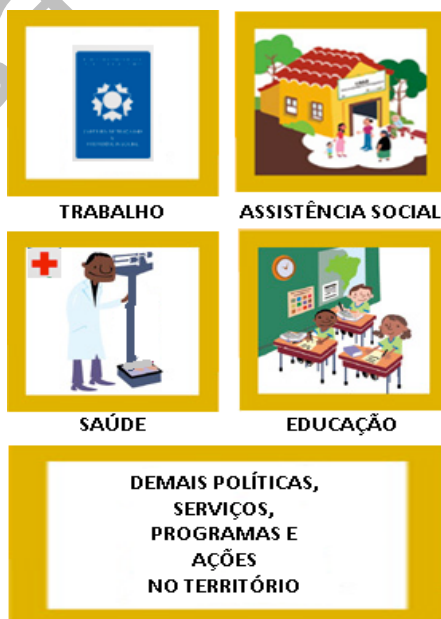 TRABALHO
ASSISTÊNCIA SOCIAL
SAÚDE
EDUCAÇÃO
DEMAIS POLÍTICAS,
SERVIÇOS,
PROGRAMAS E
AÇÕES
NO TERRITÓRIO